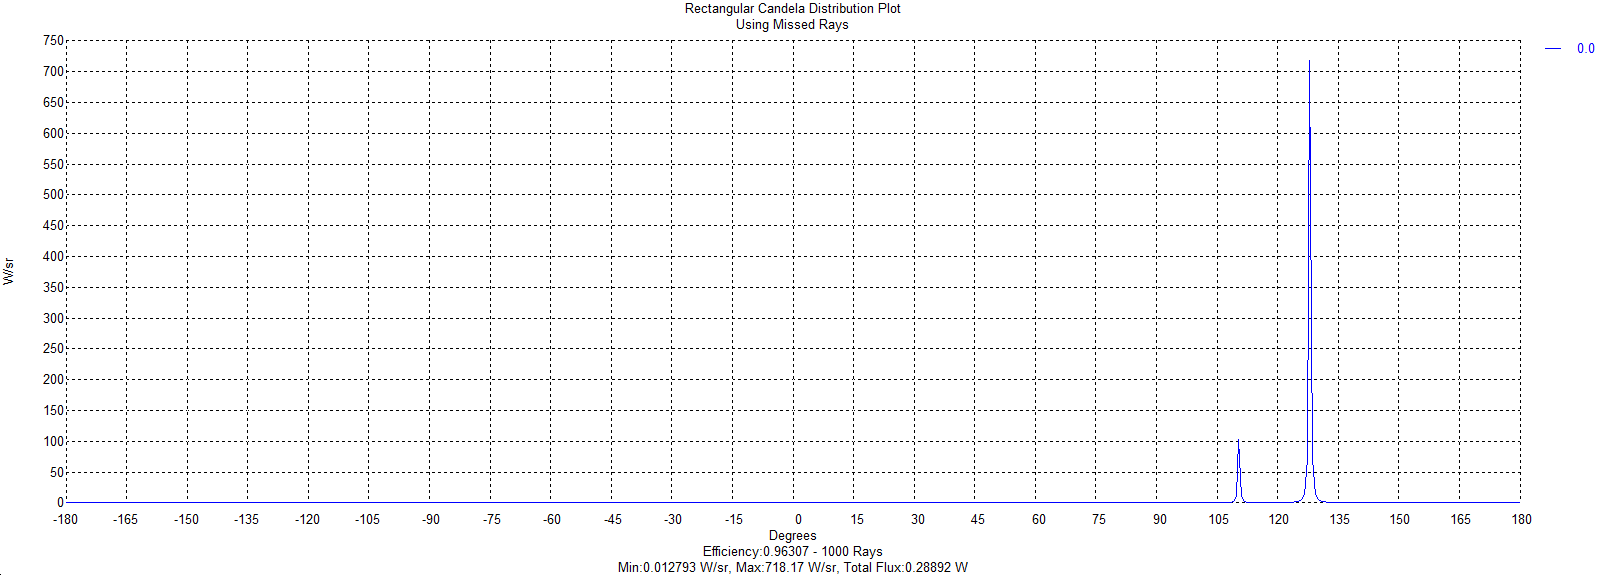 Rectangular Candela Distribution Plot
Using Missed Rays
750
700
650
600
550
500
450
400
350
300
250
200
150
100
50
0
W/sr
-180 -165 -150 -135 -120 -105 -90 -75 -60 -45 -30 -15 0 15 30 45 60 75 90 105 120 135 150 165 180
Degrees
Efficiency:0.96307 - 1000 Rays
Min:0.012793 W/sr, Max:718.17 W/sr, Total Flux:0.28892 W
0.0